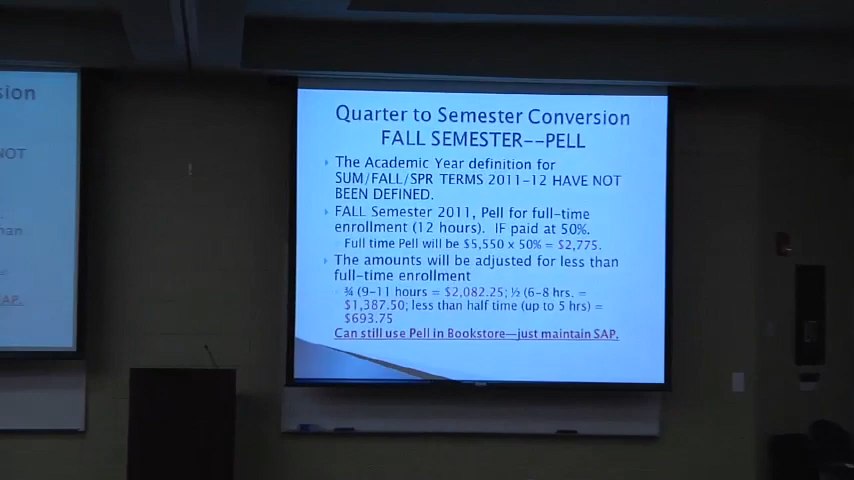 sion
NOT
han
SAP.
Quarter to Semester Conversion
FALL SEMESTER--PELL
The Academic Year definition for
SUM/FALL/SPR TERMS 2011-12 HAVE NOT
BEEN DEFINED.
FALL Semester 2011, Pell for full-time
enrollment (12 hours). IF paid at 50%.
Full time Pell will be $5,550 x 50% = $2,775.
The amounts will be adjusted for less than
full-time enrollment
¾ (9-11 hours = $2,082.25; ½ (6-8 hrs. =
$1,387.50; less than half time (up to 5 hrs) =
$693.75
Can still use Pell in Bookstore—just maintain SAP.